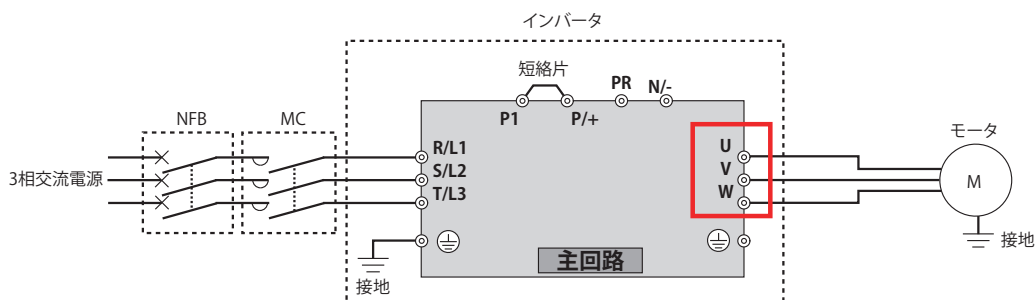 インバータ
短絡片
PR
N/-
P1
P/+
NFB
MC
3相交流電源
R/L1
S/L2
T/L3
U
V
W
モータ
M
接地
接地
主回路